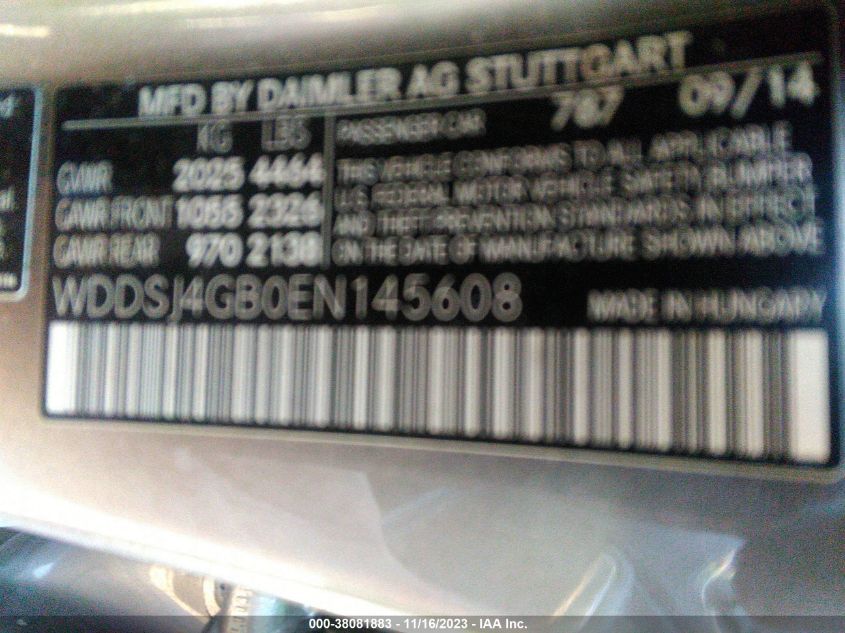 MFD BY DAIMLER AG STUTTGART
KG LBS PASSENGER CAR 787 09/14
GVWR 2025 4464
GAWR FRONT 1055 2326
GAWR REAR 970 2138
THIS VEHICLE CONFORMS TO ALL APPLICABLE
U.S. FEDERAL MOTOR VEHICLE SAFETY, BUMPER
AND THEFT PREVENTION STANDARDS IN EFFECT
ON THE DATE OF MANUFACTURE SHOWN ABOVE
WDDSJ4GB0EN145608 MADE IN HUNGARY
000-38081883 - 11/16/2023 - IAA Inc.